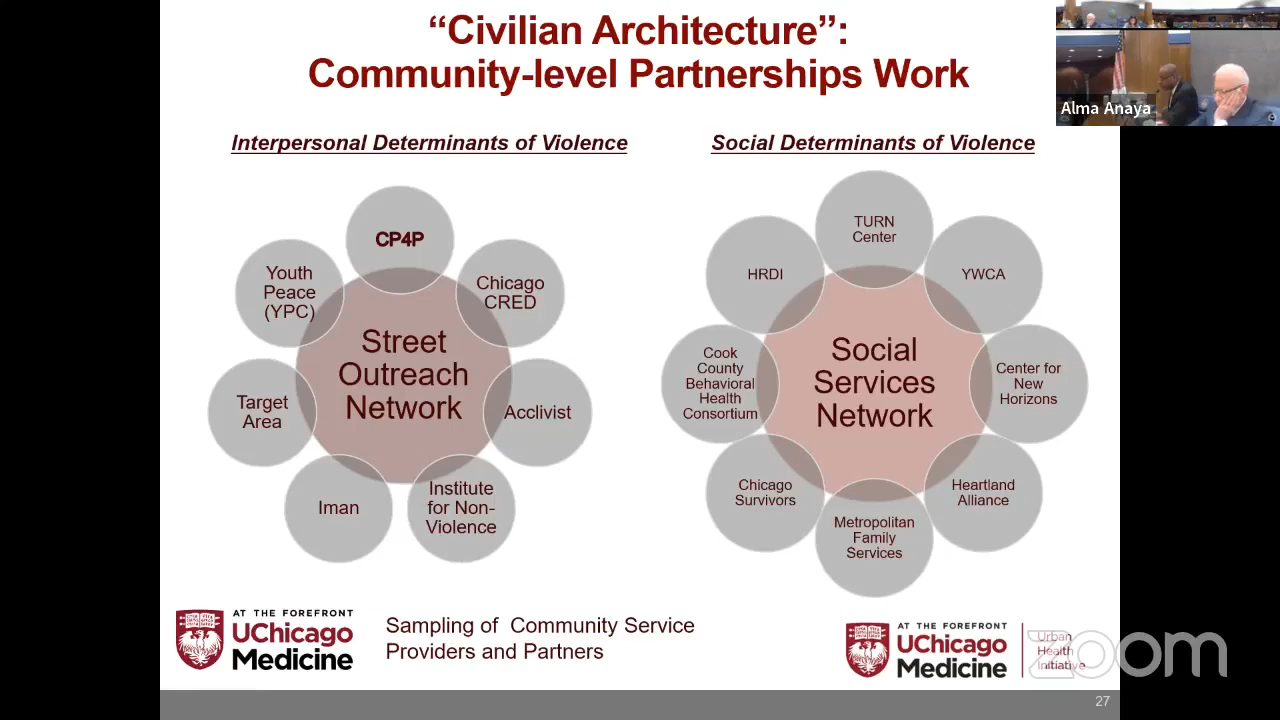 “Civilian Architecture”:
Community-level Partnerships Work
Alma Anaya
Interpersonal Determinants of Violence
CP4P
Chicago
CRED
Acclivist
Institute
for Non-
Violence
Iman
Target
Area
Youth
Peace
(YPC)
Street
Outreach
Network
Social Determinants of Violence
TURN
Center
YWCA
Center for
New
Horizons
Heartland
Alliance
Metropolitan
Family
Services
Chicago
Survivors
Cook
County
Behavioral
Health
Consortium
HRDI
Social
Services
Network
AT THE FOREFRONT
UChicago
Medicine
Sampling of Community Service
Providers and Partners
AT THE FOREFRONT
UChicago
Medicine
Urban
Health
Initiative
zoom
27